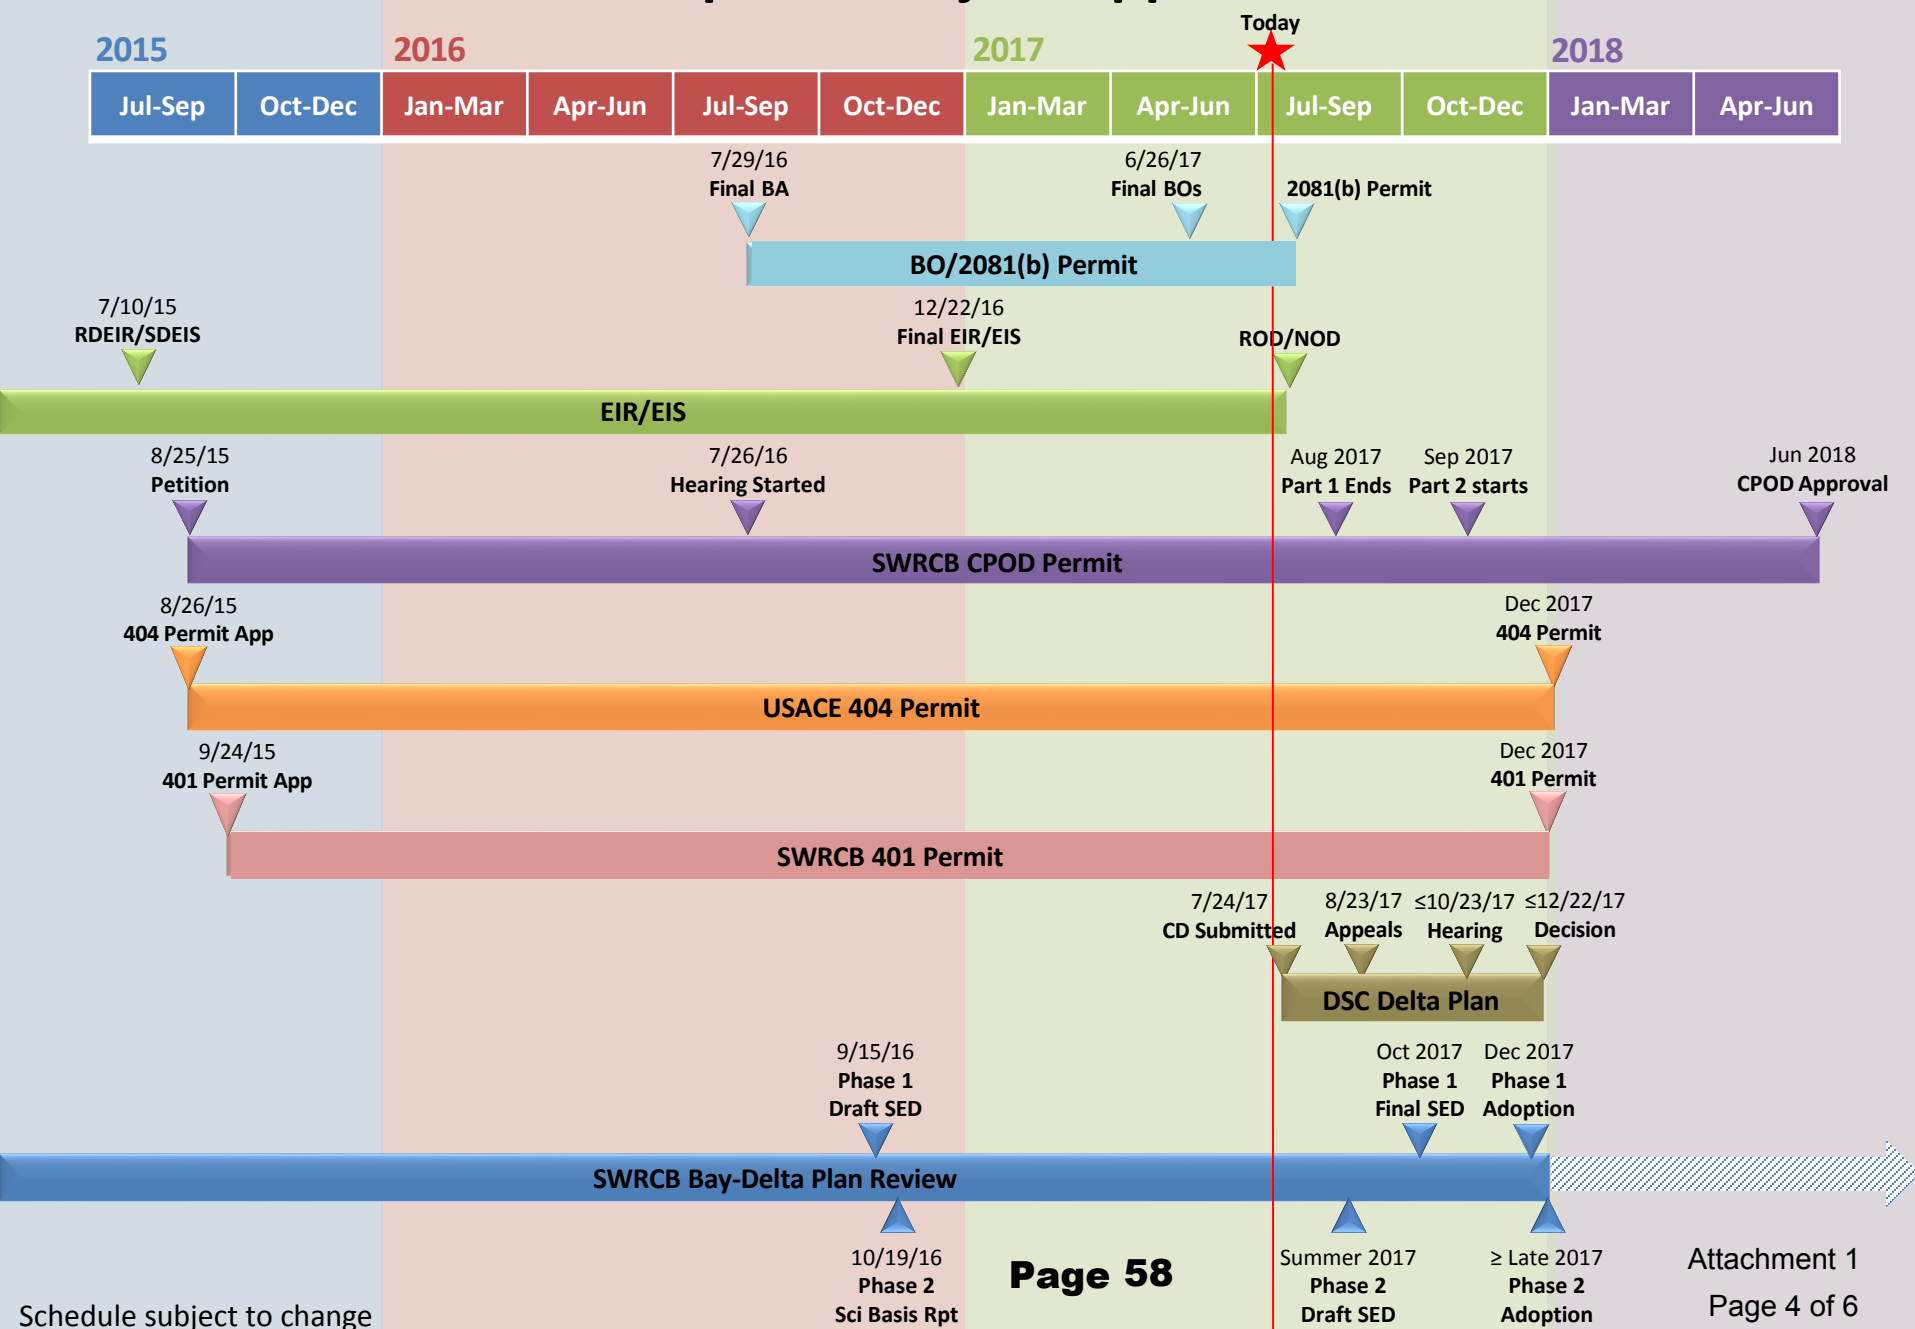 Today
2015 2016 2017 2018
Jul-Sep Oct-Dec Jan-Mar Apr-Jun Jul-Sep Oct-Dec Jan-Mar Apr-Jun Jul-Sep Oct-Dec Jan-Mar Apr-Jun
7/29/16 6/26/17
Final BA Final BOs 2081(b) Permit
BO/2081(b) Permit
7/10/15 12/22/16
RDEIR/SDEIS Final EIR/EIS ROD/NOD
EIR/EIS
8/25/15 7/26/16 Aug 2017 Sep 2017 Jun 2018
Petition Hearing Started Part 1 Ends Part 2 starts CPOD Approval
SWRCB CPOD Permit
8/26/15 Dec 2017
404 Permit App 404 Permit
USACE 404 Permit
9/24/15 Dec 2017
401 Permit App 401 Permit
SWRCB 401 Permit
7/24/17 8/23/17 ≤10/23/17 ≤12/22/17
CD Submitted Appeals Hearing Decision
DSC Delta Plan
9/15/16 Oct 2017 Dec 2017
Phase 1 Phase 1 Phase 1
Draft SED Final SED Adoption
SWRCB Bay-Delta Plan Review
10/19/16 Summer 2017 ≥ Late 2017
Phase 2 Phase 2 Phase 2
Sci Basis Rpt Draft SED Adoption
Page 58
Attachment 1
Page 4 of 6
Schedule subject to change